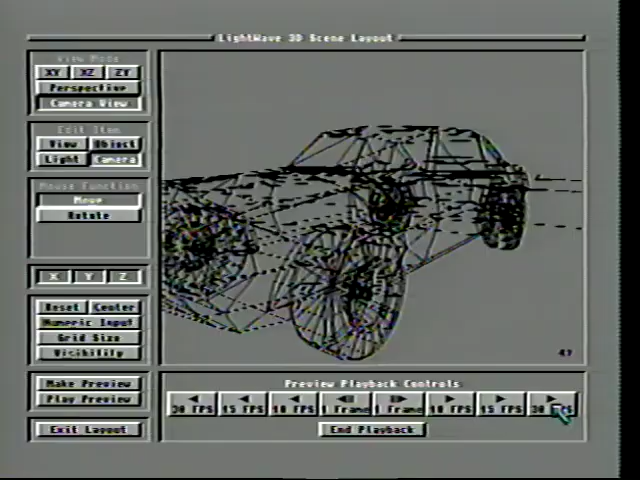 LightWave 3D Scene Layout
View Mode
XY XZ ZY
Perspective
Camera View
Edit Item
View Object
Light Camera
Mouse Function
Move
Rotate
X Y Z
Reset Center
Numeric Input
Grid Size
Visibility
Make Preview
Play Preview
Exit Layout
Preview Playback Controls
30 FPS 15 FPS 10 FPS 1 Frame 1 Frame 10 FPS 15 FPS 30 FPS
End Playback